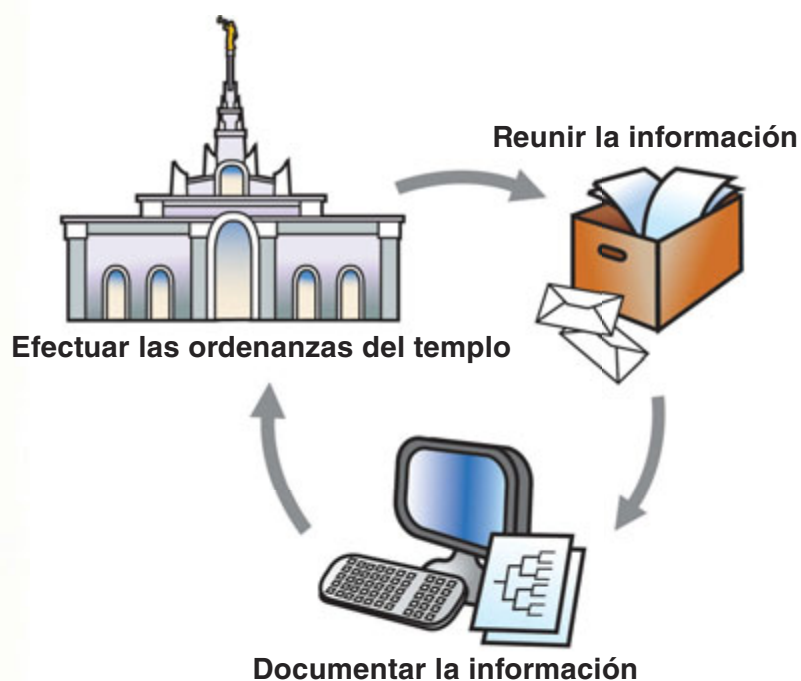 Reunir la información
Efectuar las ordenanzas del templo
Documentar la información